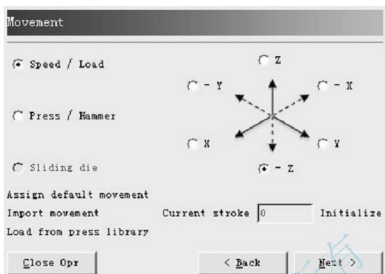 Movement
Speed / Load
Z
- Y
- X
Press / Hammer
X
Y
Sliding die
- Z
Assign default movement
Import movement
Current stroke 0 Initialize
Load from press library
Close Opr
< Back
Next >